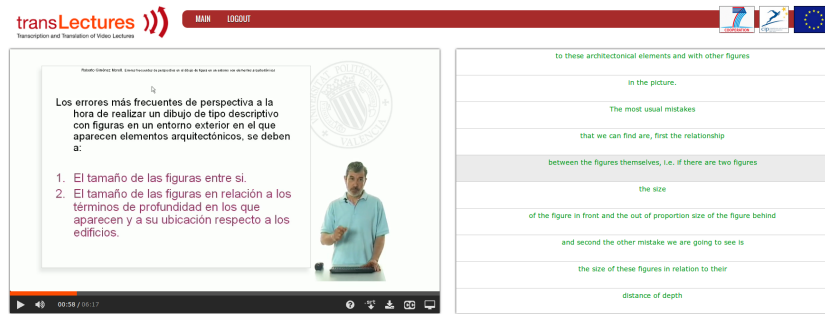 transLectures
Transcription and Translation of Video Lectures
MAIN LOGOUT
COOPERATION
cip
Los errores más frecuentes de perspectiva a la
hora de realizar un dibujo de tipo descriptivo
con figuras en un entorno exterior en el que
aparecen elementos arquitectónicos, se deben
a:
1. El tamaño de las figuras entre si.
2. El tamaño de las figuras en relación a los
términos de profundidad en los que
aparecen y a su ubicación respecto a los
edificios.
00:58 / 06:17
.srt
CC
to these architectonical elements and with other figures
in the picture.
The most usual mistakes
that we can find are, first the relationship
between the figures themselves, i.e. if there are two figures
the size
of the figure in front and the out of proportion size of the figure behind
and second the other mistake we are going to see is
the size of these figures in relation to their
distance of depth